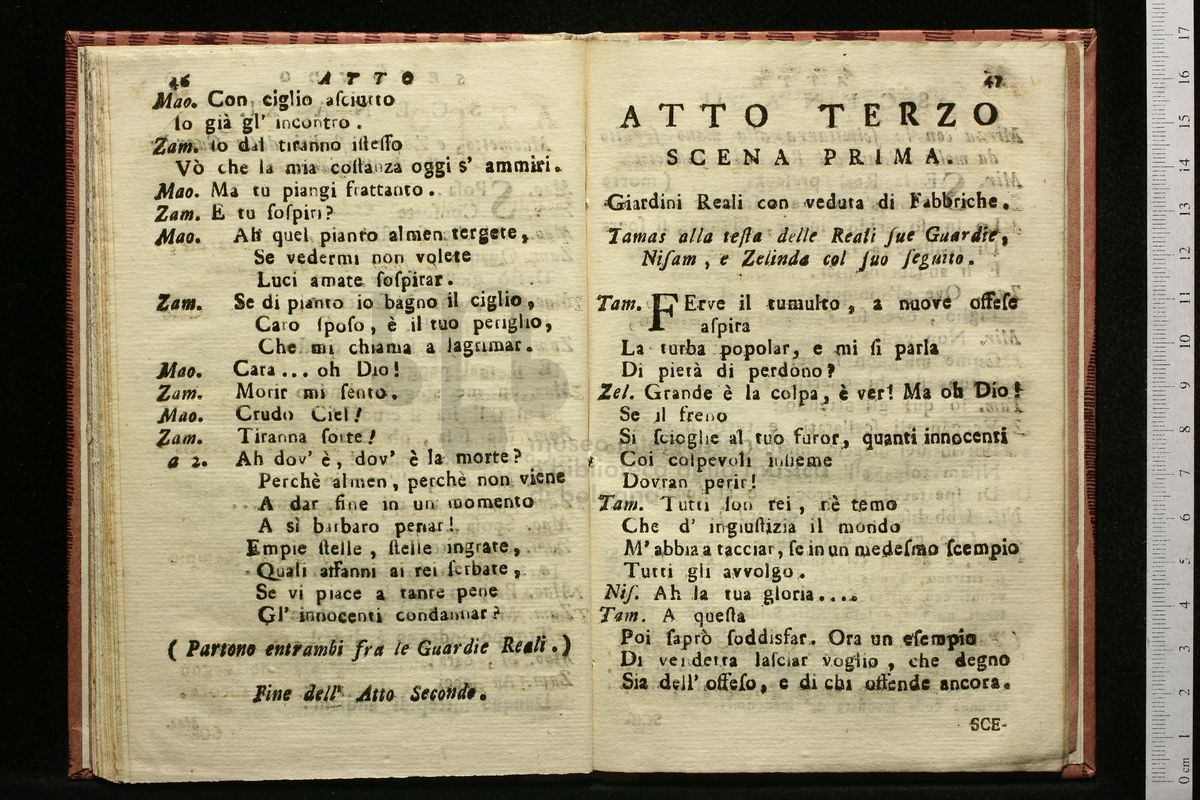 46 ATTO
Mao. Con ciglio aſciutto
Io già gl' incontro.
Zam. Io dal tiranno iſteſſo
Vò che la mia coſtanza oggi s' ammiri.
Mao. Ma tu piangi frattanto.
Zam. E tu ſoſpiri?
Mao. Ah quel pianto almen tergete,
Se vedermi non volete
Luci amate ſoſpirar.
Zam. Se di pianto io bagno il ciglio,
Caro ſpoſo, è il tuo periglio,
Che mi chiama a lagrimar.
Mao. Cara... oh Dio!
Zam. Morir mi ſento.
Mao. Crudo Ciel!
Zam. Tiranna ſorte!
a 2. Ah dov' è, dov' è la morte?
Perchè almen, perchè non viene
A dar fine in un momento
A sì barbaro penar!
Empie ſtelle, ſtelle ingrate,
Quali affanni ai rei ſerbate,
Se vi piace a tante pene
Gl' innocenti condannar?
(Partono entrambi fra le Guardie Reali.)
Fine dell' Atto Secondo.
47
ATTO TERZO
SCENA PRIMA.
Giardini Reali con veduta di Fabbriche.
Tamas alla teſta delle Reali ſue Guardie,
Niſam, e Zelinda col ſuo ſeguito.
Tam. FErve il tumulto, a nuove offeſe
aſpira
La turba popolar, e mi ſi parla
Di pietà di perdono?
Zel. Grande è la colpa, è ver! Ma oh Dio!
Se il freno
Si ſcioglie al tuo furor, quanti innocenti
Coi colpevoli inſieme
Dovran perir!
Tam. Tutti ſon rei, nè temo
Che d' ingiuſtizia il mondo
M' abbia a tacciar, ſe in un medeſmo ſcempio
Tutti gli avvolgo.
Niſ. Ah la tua gloria....
Tam. A queſta
Poi ſaprò ſoddisfar. Ora un eſempio
Di vendetta laſciar voglio, che degno
Sia dell' offeſo, e di chi offende ancora.
SCE-